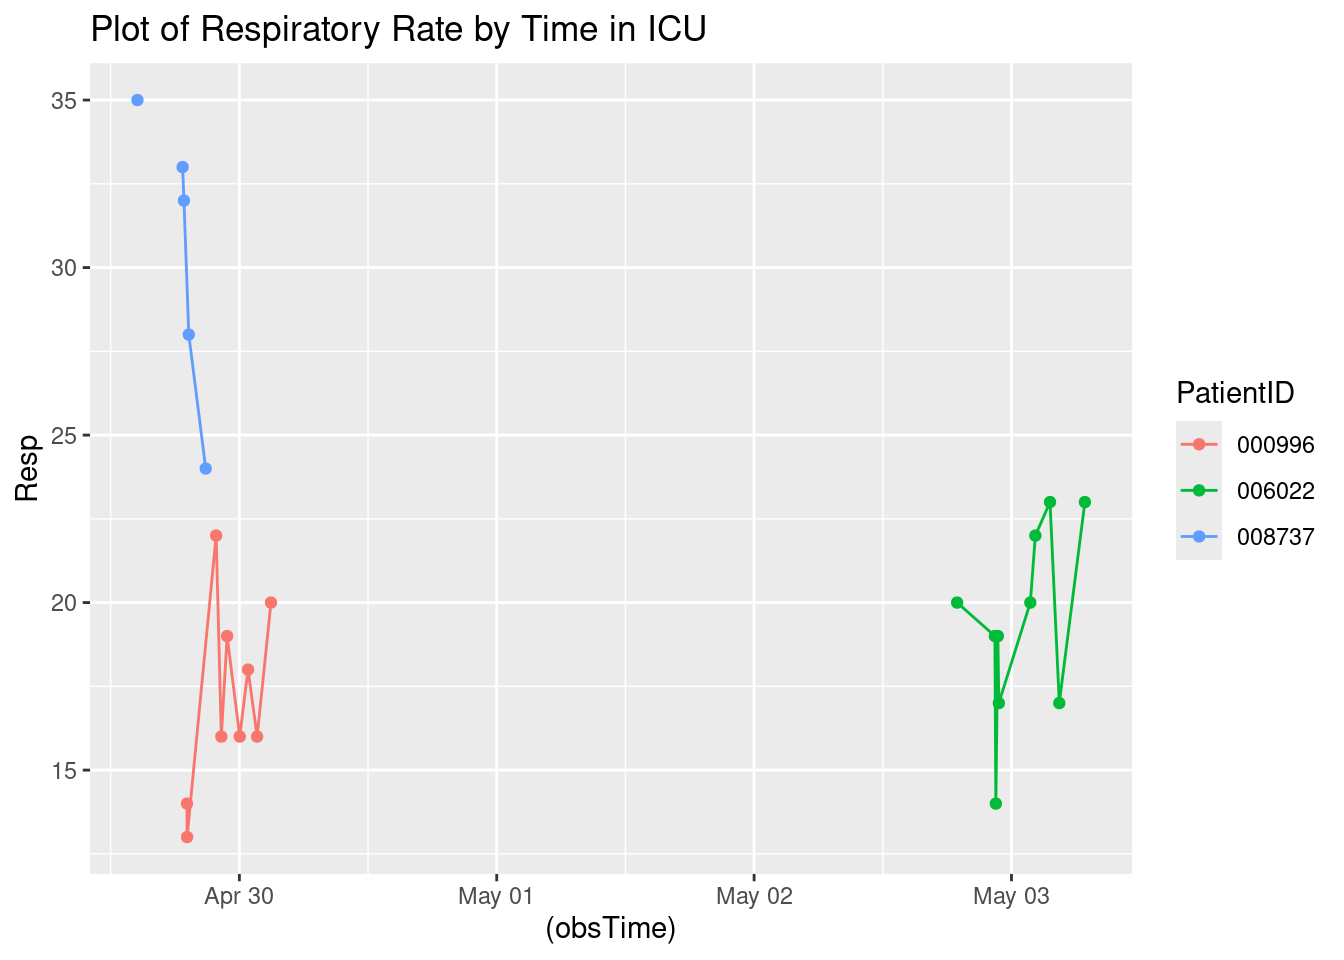 Plot of Respiratory Rate by Time in ICU
35
30
25
20
15
Resp
Apr 30
May 01
May 02
May 03
(obsTime)
PatientID
000996
006022
008737